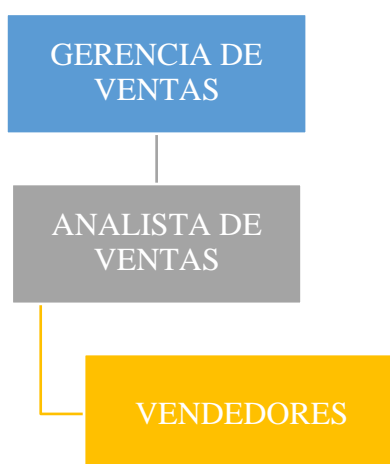 GERENCIA DE
VENTAS
ANALISTA DE
VENTAS
VENDEDORES